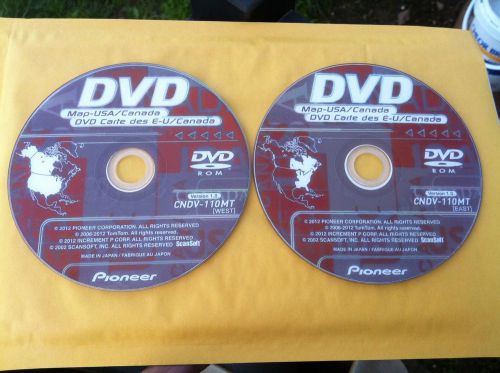 DVD
Map-USA/Canada
DVD Carte des E-U/Canada
DVD
ROM
Version 1.0
CNDV-110MT
[WEST]
© 2012 PIONEER CORPORATION. ALL RIGHTS RESERVED
© 2006-2012 TomTom. All rights reserved.
© 2012 INCREMENT P CORP. ALL RIGHTS RESERVED
© 2002 SCANSOFT, INC. ALL RIGHTS RESERVED ScanSoft
MADE IN JAPAN / FABRIQUÉ AU JAPON
Pioneer
DVD
Map-USA/Canada
DVD Carte des E-U/Canada
DVD
ROM
Version 1.0
CNDV-110MT
[EAST]
© 2012 PIONEER CORPORATION. ALL RIGHTS RESERVED
© 2006-2012 TomTom. All rights reserved.
© 2012 INCREMENT P CORP. ALL RIGHTS RESERVED
© 2002 SCANSOFT, INC. ALL RIGHTS RESERVED ScanSoft
MADE IN JAPAN / FABRIQUÉ AU JAPON
Pioneer